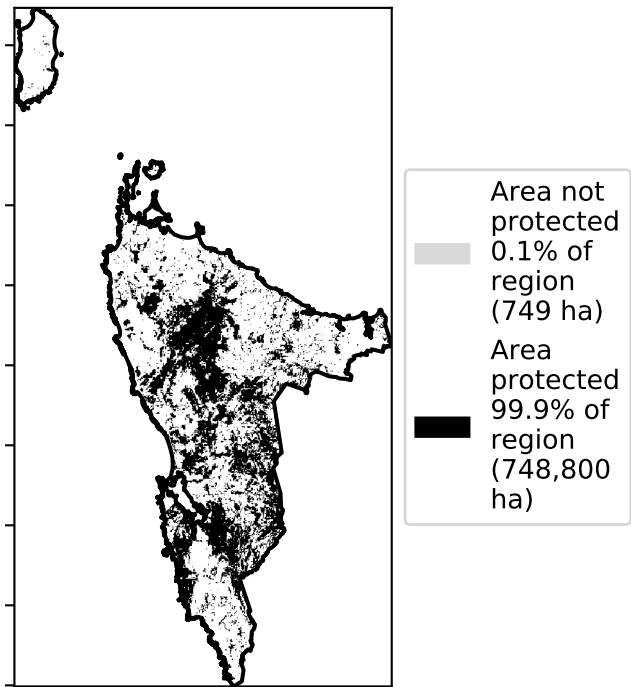 Area not
protected
0.1% of
region
(749 ha)
Area
protected
99.9% of
region
(748,800
ha)